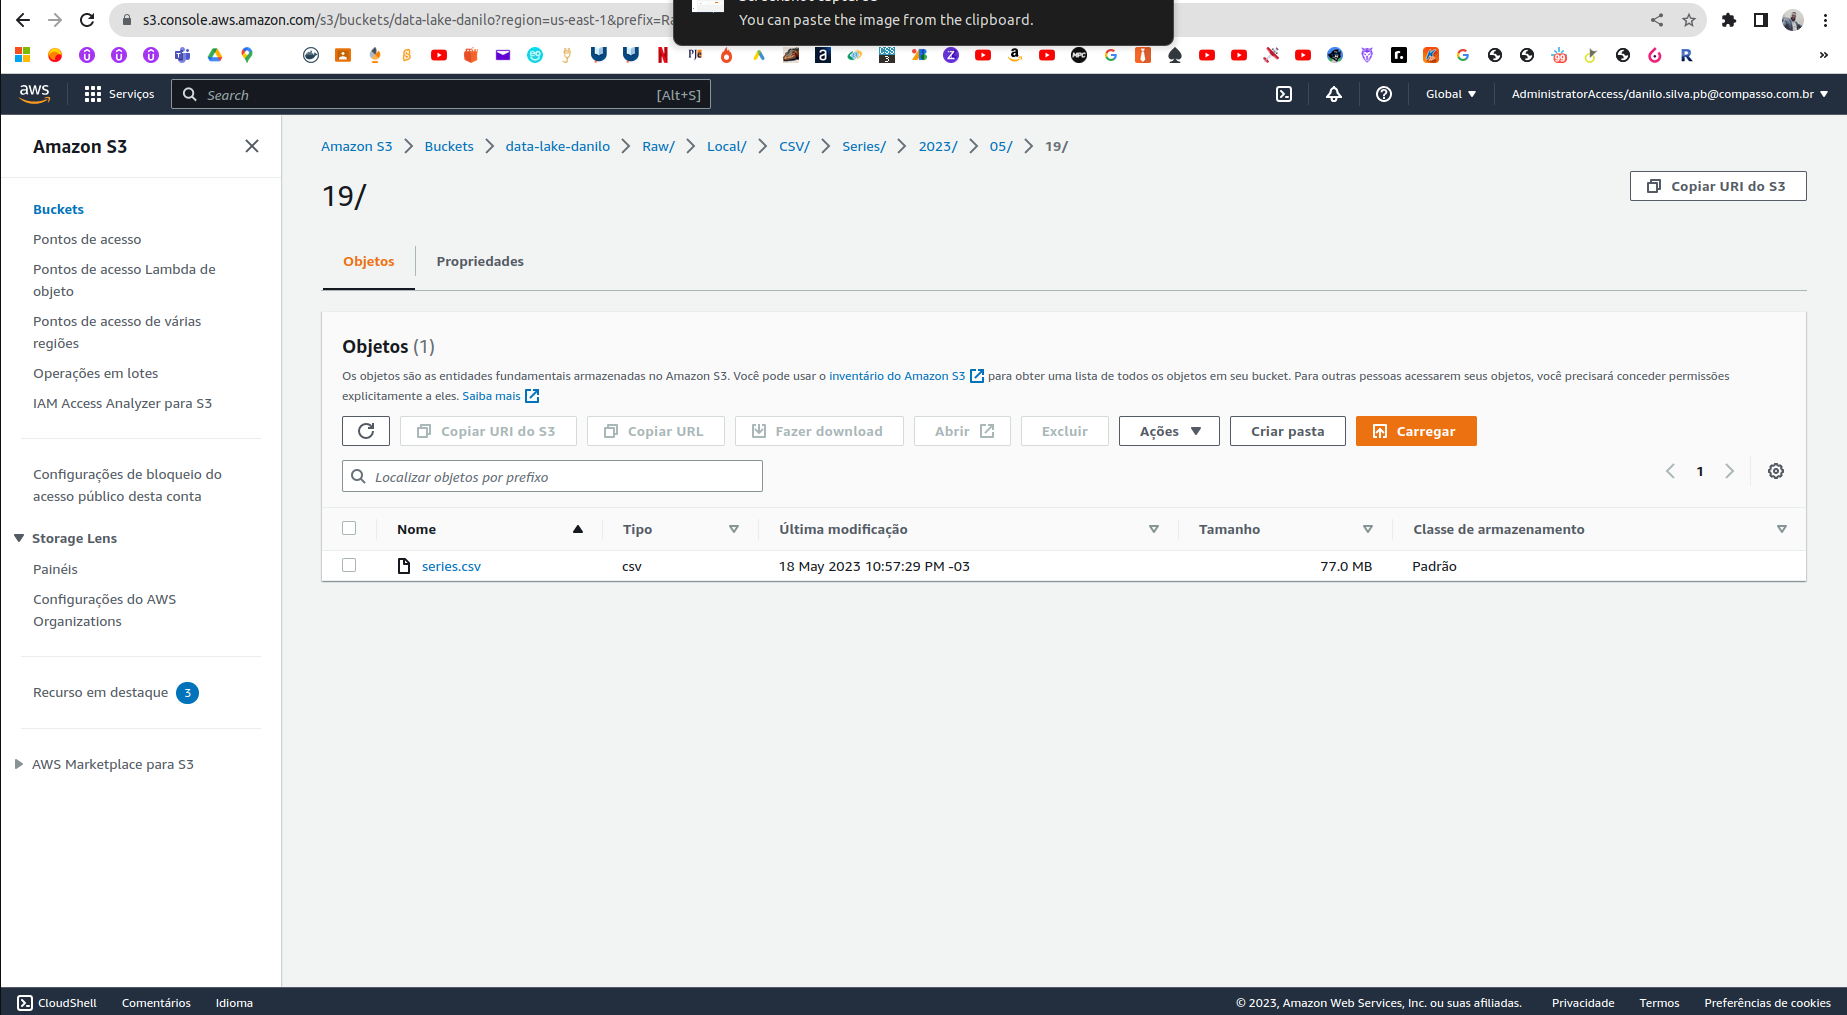 s3.console.aws.amazon.com/s3/buckets/data-lake-danilo?region=us-east-1&prefix=Ra
You can paste the image from the clipboard.
aws
Serviços
Search
[Alt+S]
Global
AdministratorAccess/danilo.silva.pb@compasso.com.br
Amazon S3
Buckets
Pontos de acesso
Pontos de acesso Lambda de
objeto
Pontos de acesso de várias
regiões
Operações em lotes
IAM Access Analyzer para S3
Configurações de bloqueio do
acesso público desta conta
Storage Lens
Painéis
Configurações do AWS
Organizations
Recurso em destaque 3
AWS Marketplace para S3
Amazon S3 Buckets data-lake-danilo Raw/ Local/ CSV/ Series/ 2023/ 05/ 19/
19/
Copiar URI do S3
Objetos Propriedades
Objetos (1)
Os objetos são as entidades fundamentais armazenadas no Amazon S3. Você pode usar o inventário do Amazon S3 para obter uma lista de todos os objetos em seu bucket. Para outras pessoas acessarem seus objetos, você precisará conceder permissões
explicitamente a eles. Saiba mais
Copiar URI do S3 Copiar URL Fazer download Abrir Excluir Ações Criar pasta Carregar
Localizar objetos por prefixo
1
Nome Tipo Última modificação Tamanho Classe de armazenamento
series.csv csv 18 May 2023 10:57:29 PM -03 77.0 MB Padrão
CloudShell Comentários Idioma
© 2023, Amazon Web Services, Inc. ou suas afiliadas. Privacidade Termos Preferências de cookies